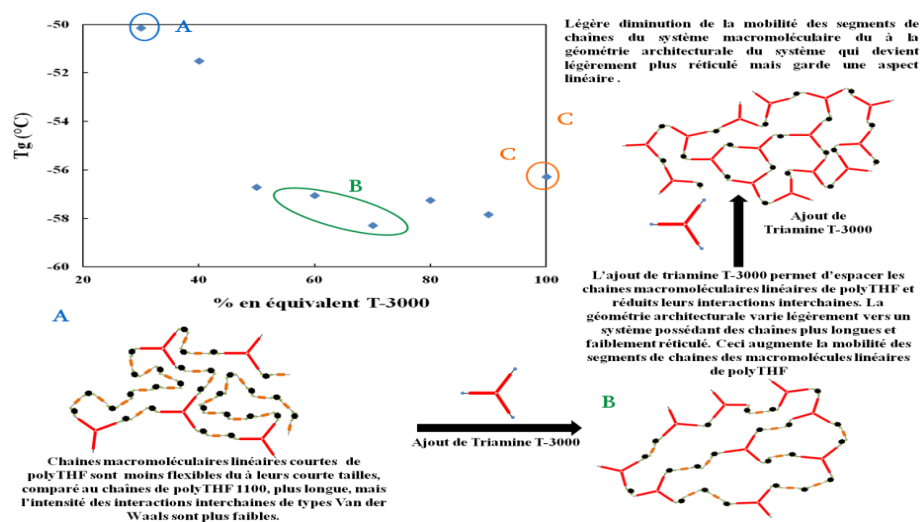 -50
-52
-54
-56
-58
-60
Tg (°C)
20
40
60
80
100
% en équivalent T-3000
A
B
C
C
Légère diminution de la mobilité des segments de
chaînes du système macromoléculaire du à la
géométrie architecturale du système qui devient
légèrement plus réticulé mais garde une aspect
linéaire .
Ajout de
Triamine T-3000
L'ajout de triamine T-3000 permet d'espacer les
chaines macromoléculaires linéaires de polyTHF et
réduits leurs interactions interchaines. La
géométrie architecturale varie légèrement vers un
système possédant des chaînes plus longues et
faiblement réticulé. Ceci augmente la mobilité des
segments de chaines des macromolécules linéaires
de polyTHF
A
Ajout de Triamine T-3000
B
Chaines macromoléculaires linéaires courtes de
polyTHF sont moins flexibles du à leurs courte tailles,
comparé au chaînes de polyTHF 1100, plus longue, mais
l'intensité des interactions interchaines de types Van der
Waals sont plus faibles.